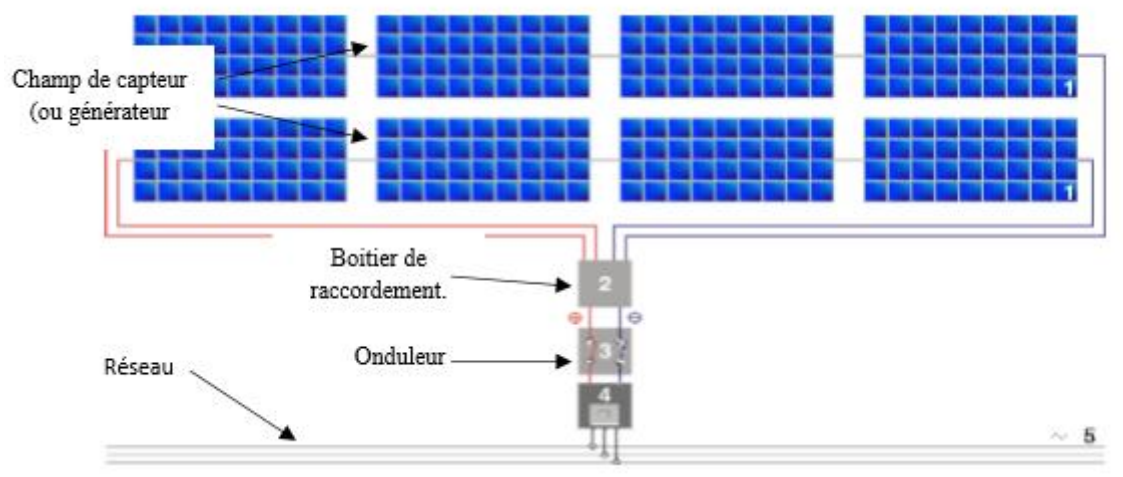 Champ de capteur
(ou générateur
1
1
Boitier de
raccordement.
2
Onduleur
3
4
Réseau
~ 5